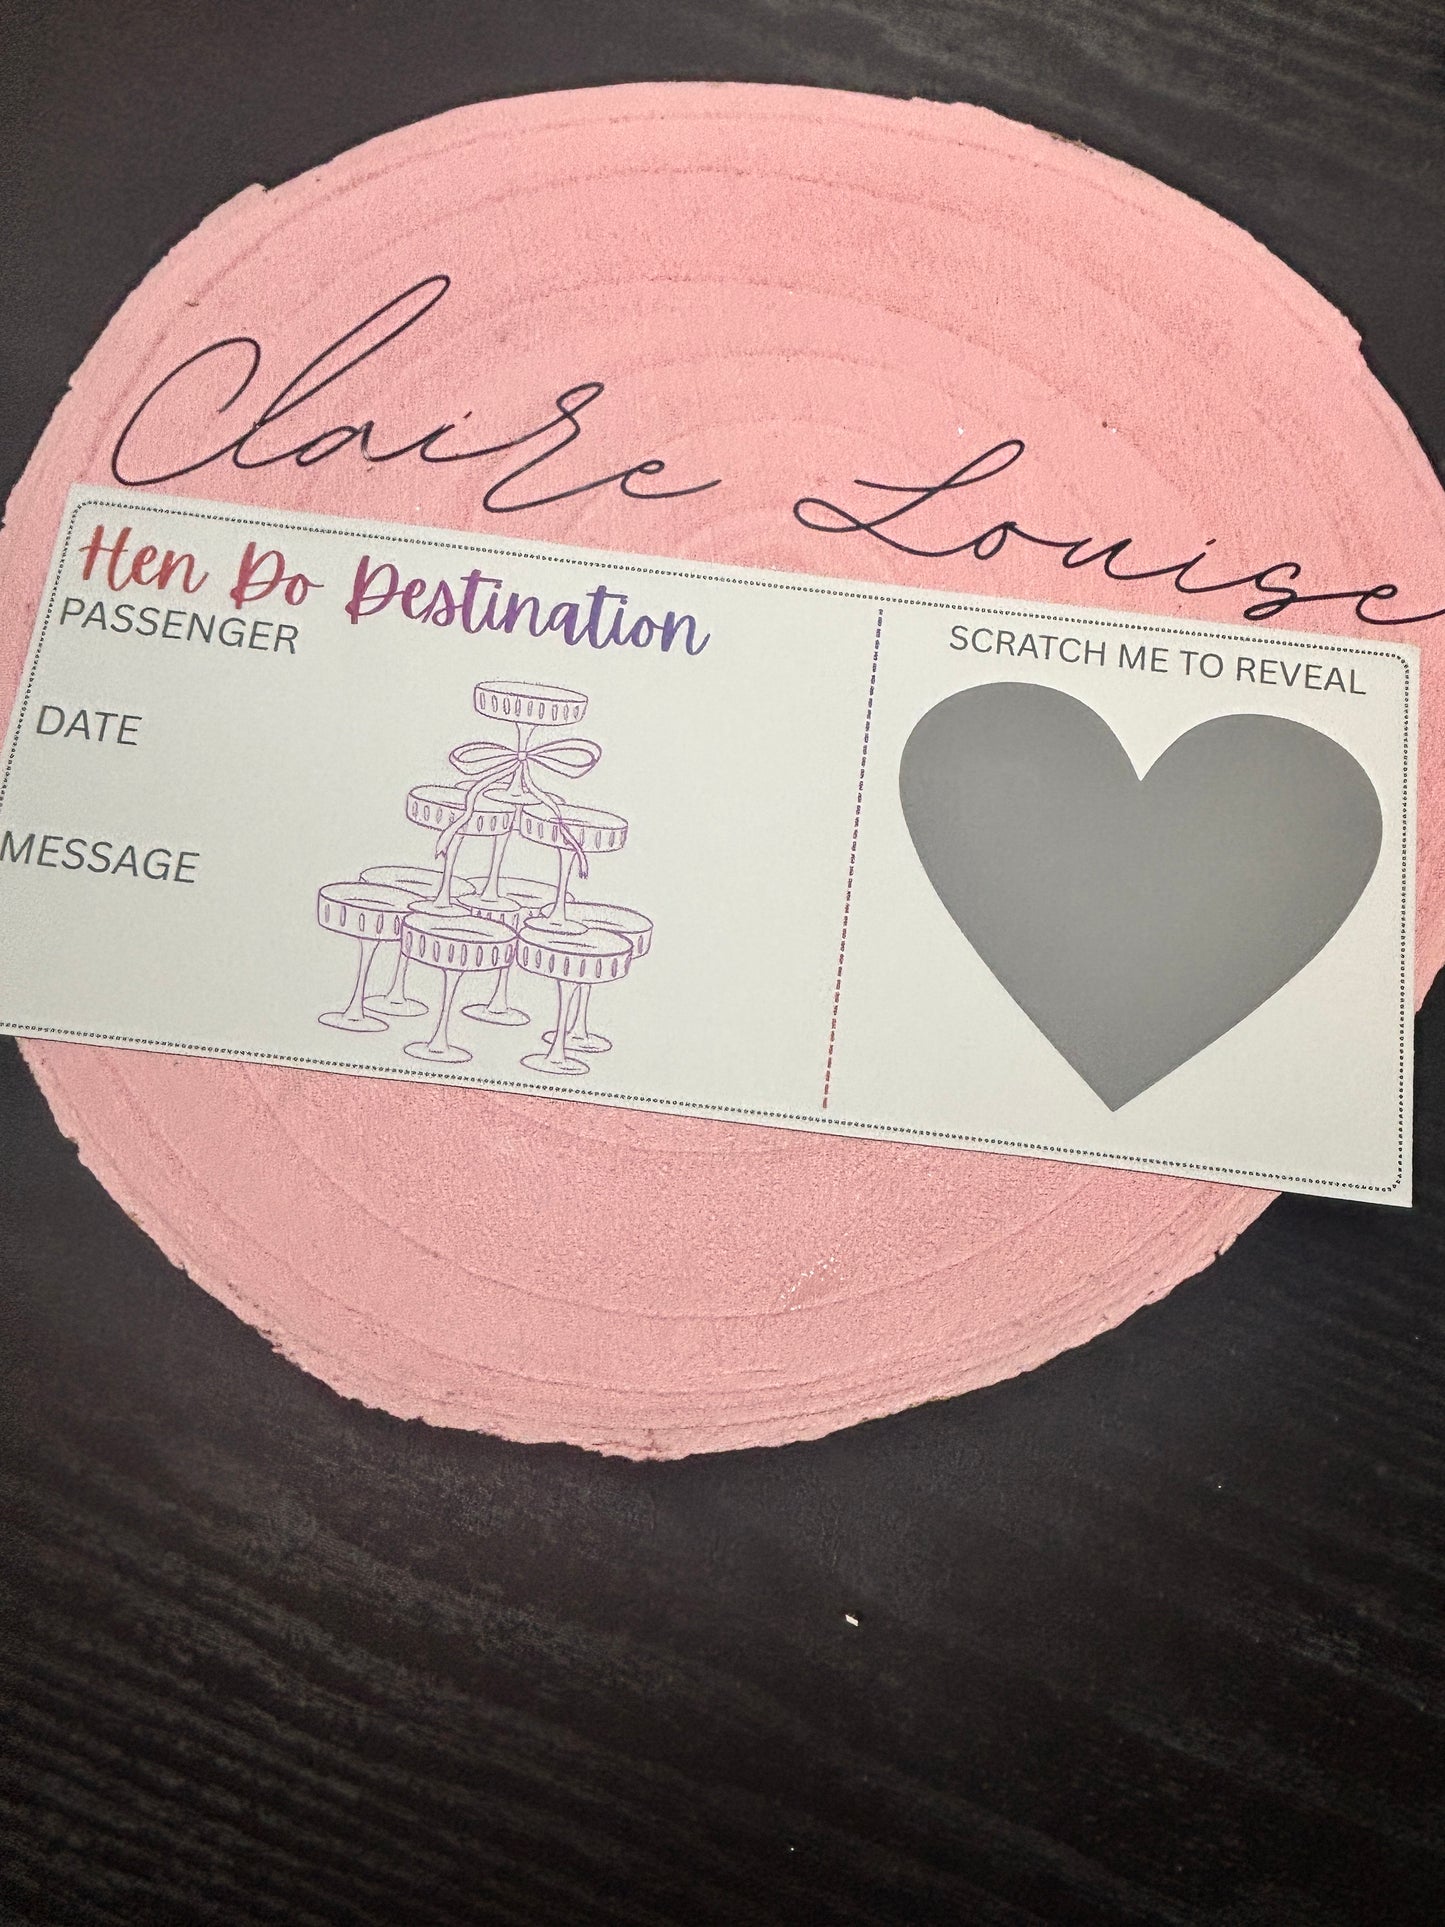 Claire Louise
Hen Do Destination
PASSENGER
DATE
MESSAGE
SCRATCH ME TO REVEAL